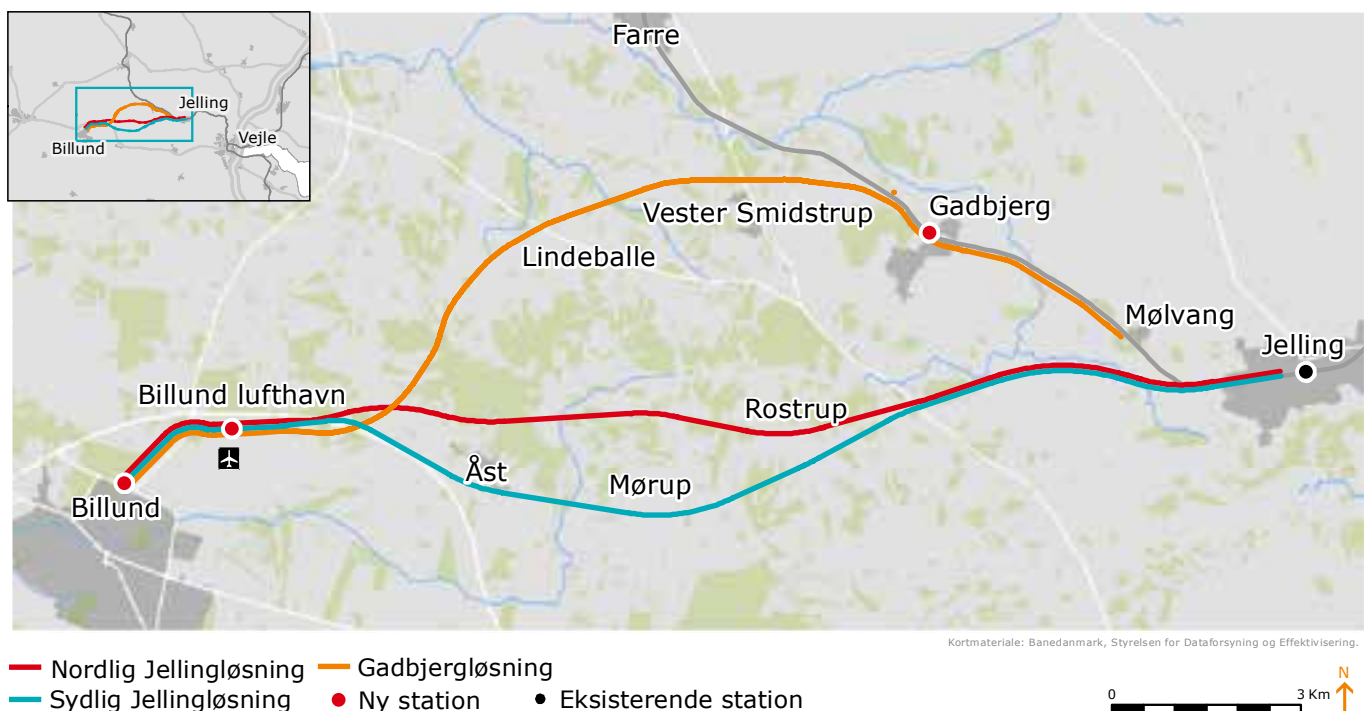 Jelling
Vejle
Billund
Farre
Vester Smidstrup
Gadbjerg
Lindeballe
Mølvang
Jelling
Billund lufthavn
Rostrup
Åst
Mørup
Billund
Kortmateriale: Banedanmark, Styrelsen for Dataforsyning og Effektivisering.
Nordlig Jellingløsning
Gadbjergløsning
Sydlig Jellingløsning
Ny station
Eksisterende station
N
0
3 Km